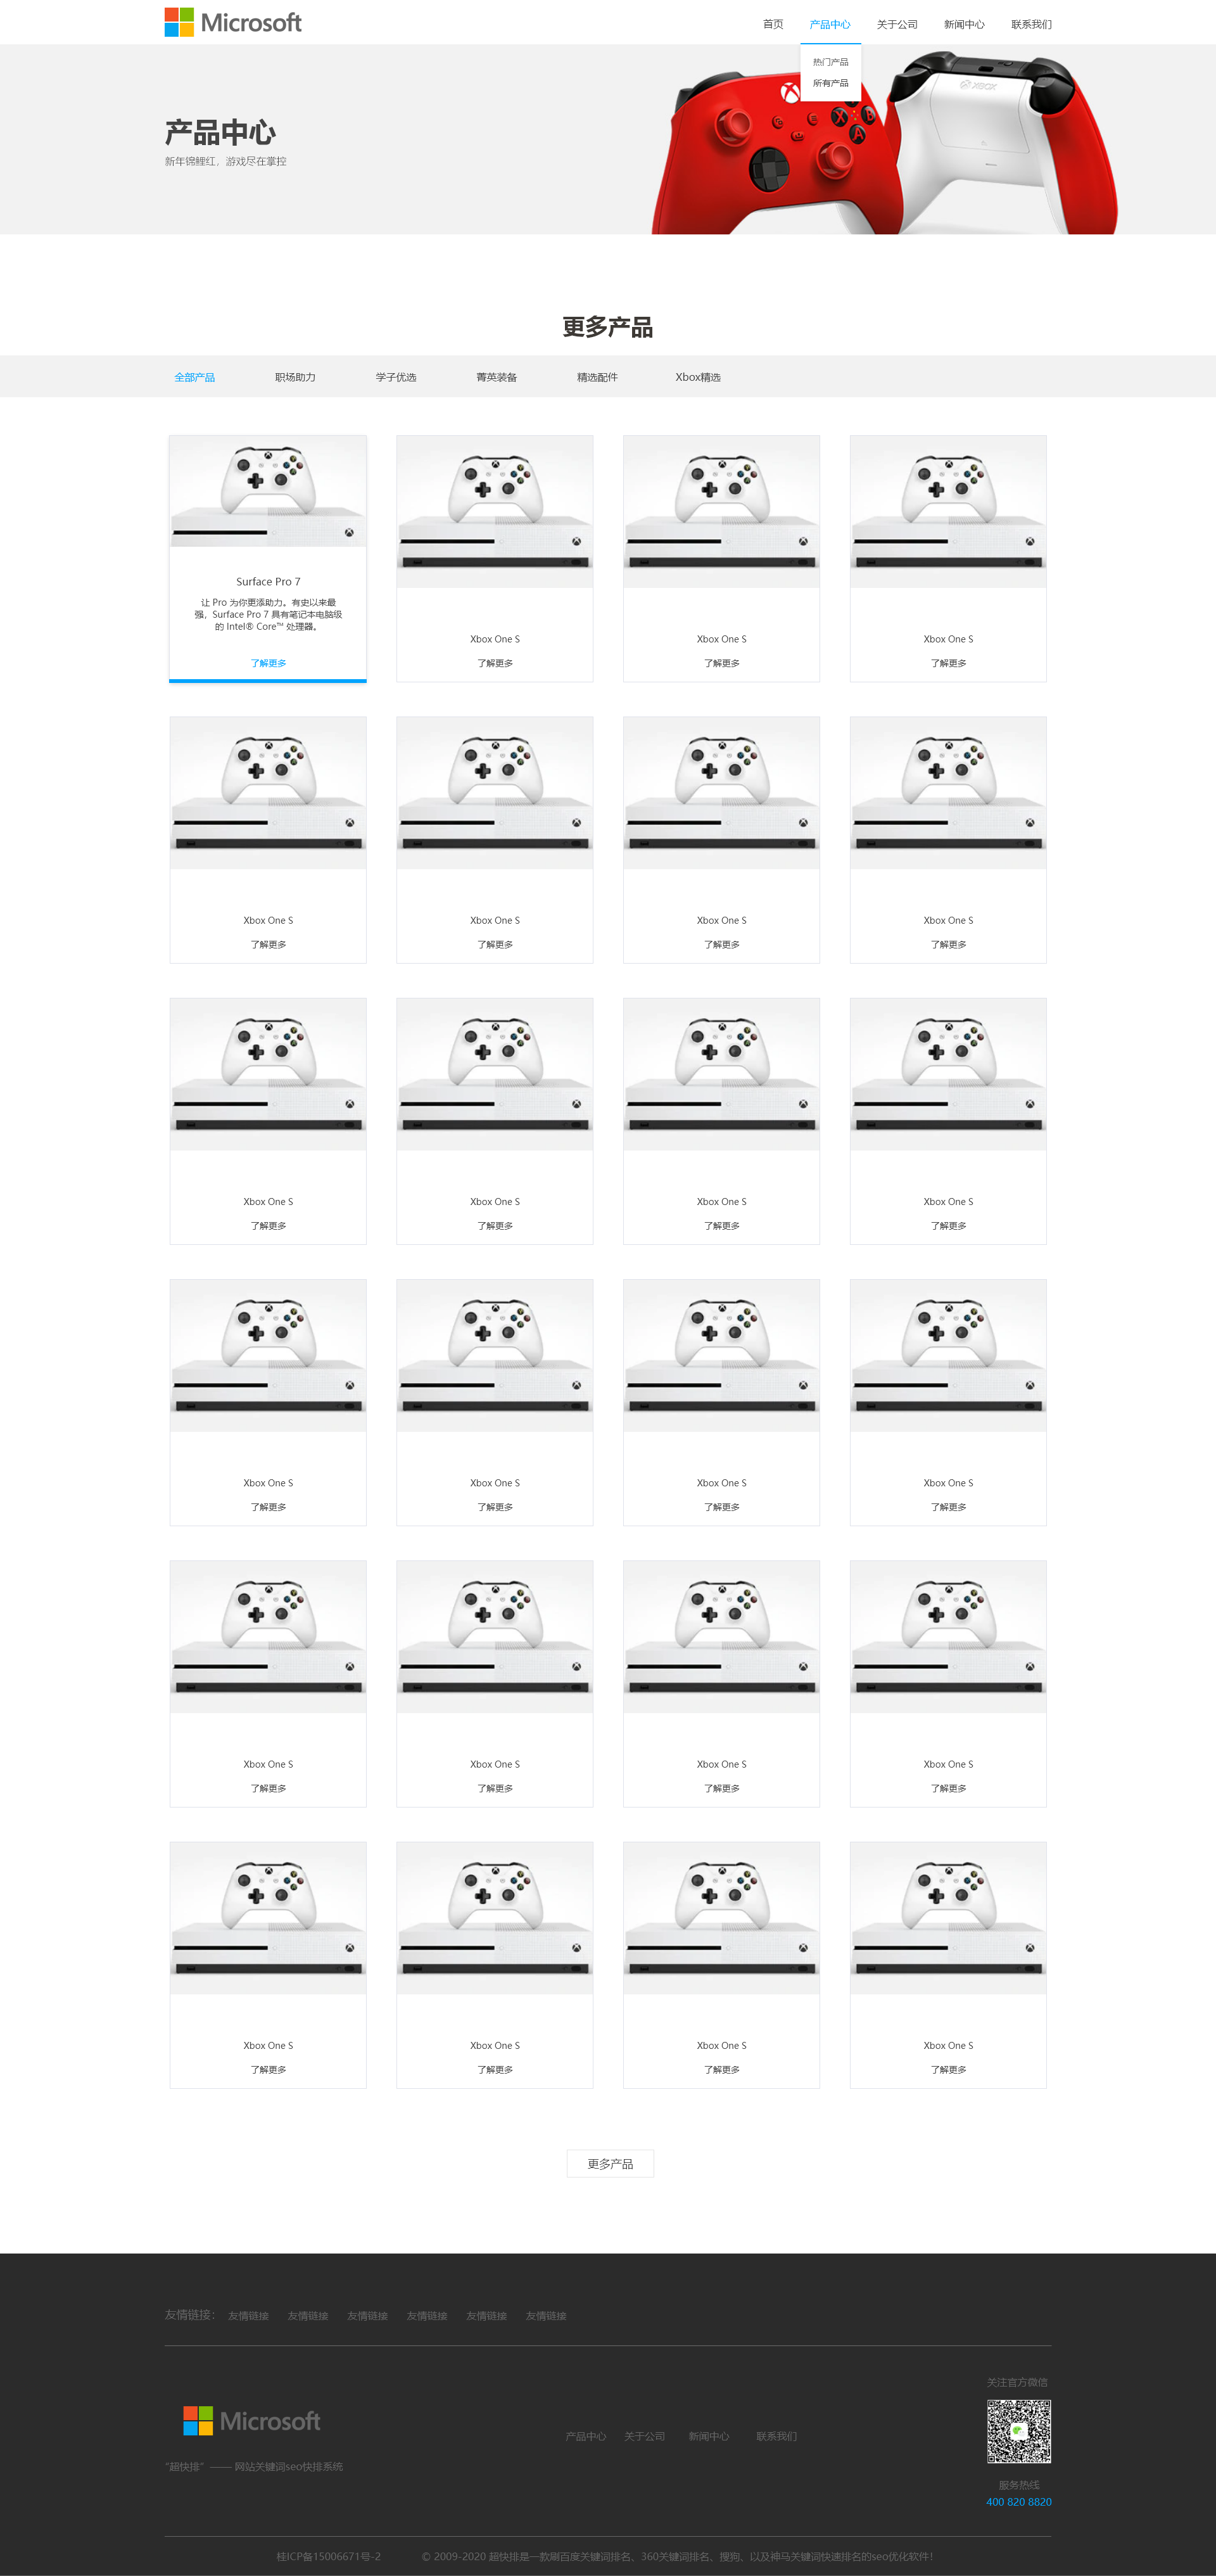 Microsoft
首页 产品中心 关于公司 新闻中心 联系我们
热门产品
所有产品
XBOX
产品中心
新年锦鲤红，游戏尽在掌控
更多产品
全部产品 职场助力 学子优选 菁英装备 精选配件 Xbox精选
Surface Pro 7
让 Pro 为你更添助力。有史以来最
强，Surface Pro 7 具有笔记本电脑级
的 Intel® Core™ 处理器。
了解更多
Xbox One S Xbox One S Xbox One S
了解更多 了解更多 了解更多
Xbox One S Xbox One S Xbox One S Xbox One S
了解更多 了解更多 了解更多 了解更多
Xbox One S Xbox One S Xbox One S Xbox One S
了解更多 了解更多 了解更多 了解更多
Xbox One S Xbox One S Xbox One S Xbox One S
了解更多 了解更多 了解更多 了解更多
Xbox One S Xbox One S Xbox One S Xbox One S
了解更多 了解更多 了解更多 了解更多
Xbox One S Xbox One S Xbox One S Xbox One S
了解更多 了解更多 了解更多 了解更多
更多产品
友情链接： 友情链接 友情链接 友情链接 友情链接 友情链接 友情链接
Microsoft
“超快排” —— 网站关键词seo快排系统
产品中心 关于公司 新闻中心 联系我们
关注官方微信
服务热线
400 820 8820
桂ICP备15006671号-2 © 2009-2020 超快排是一款刷百度关键词排名、360关键词排名、搜狗、以及神马关键词快速排名的seo优化软件！